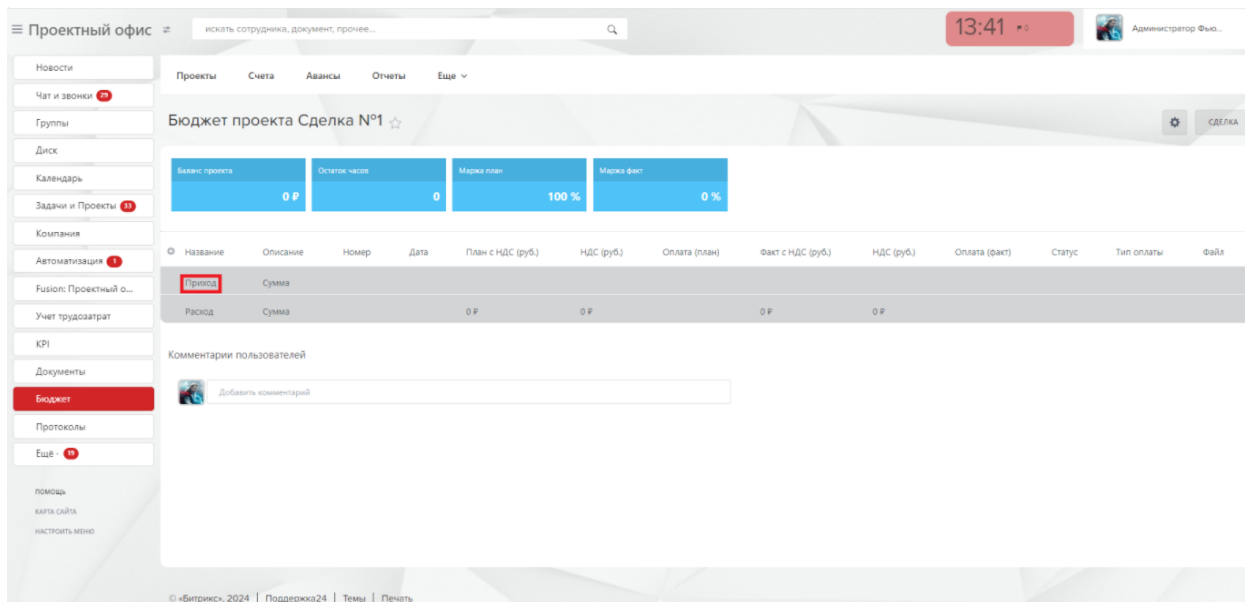 Проектный офис
искать сотрудника, документ, прочее...
13:41
0
Администратор Фью...
Новости
Чат и звонки 29
Группы
Диск
Календарь
Задачи и Проекты 33
Компания
Автоматизация 1
Fusion: Проектный о...
Учет трудозатрат
KPI
Документы
Бюджет
Протоколы
Ещё - 19
ПОМОЩЬ
КАРТА САЙТА
НАСТРОИТЬ МЕНЮ
Проекты Счета Авансы Отчеты Еще
Бюджет проекта Сделка №1
СДЕЛКА
Баланс проекта Остаток часов Маржа план Маржа факт
0 ₽ 0 100 % 0 %
Название Описание Номер Дата План с НДС (руб.) НДС (руб.) Оплата (план) Факт с НДС (руб.) НДС (руб.) Оплата (факт) Статус Тип оплаты Файл
Приход Сумма
Расход Сумма 0 ₽ 0 ₽ 0 ₽ 0 ₽
Комментарии пользователей
Добавить комментарий
© «Битрикс», 2024 | Поддержка24 | Темы | Печать